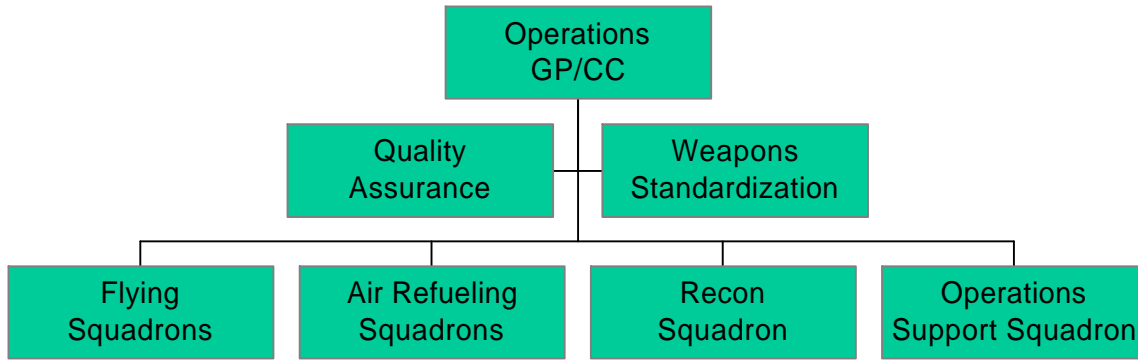 Operations
GP/CC
Quality
Assurance
Weapons
Standardization
Flying
Squadrons
Air Refueling
Squadrons
Recon
Squadron
Operations
Support Squadron